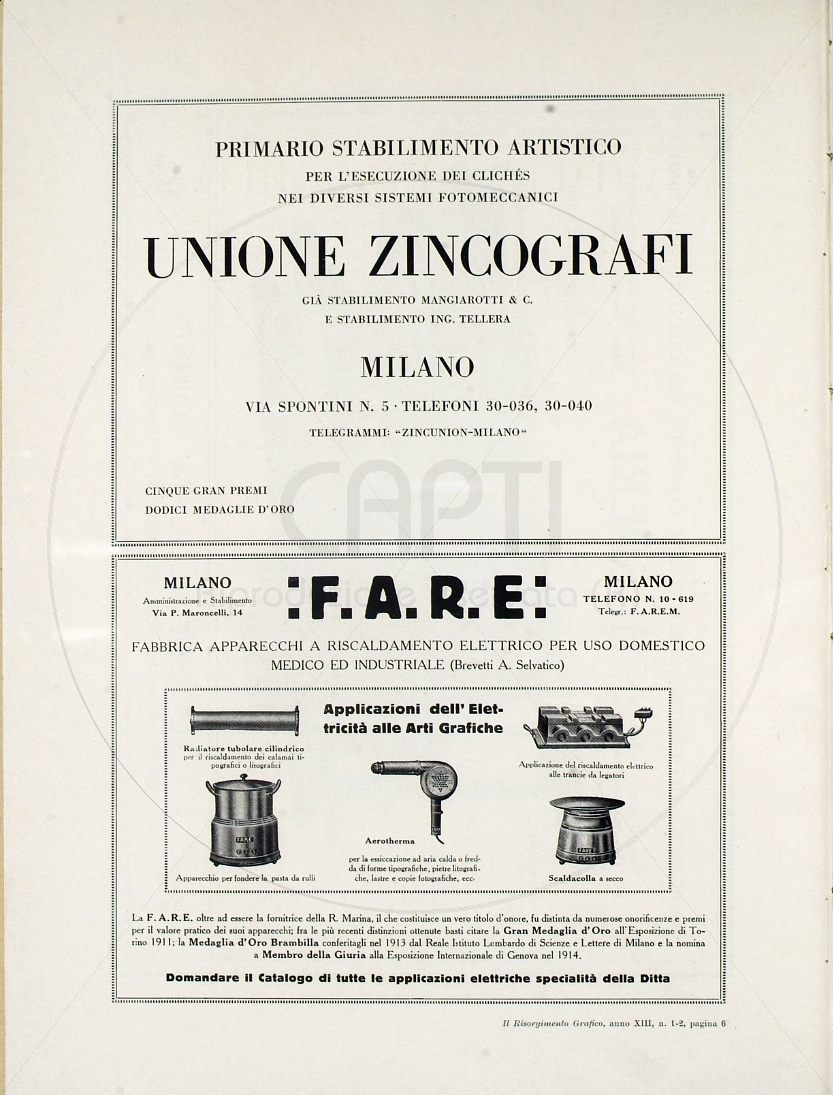 PRIMARIO STABILIMENTO ARTISTICO
PER L'ESECUZIONE DEI CLICHÉS
NEI DIVERSI SISTEMI FOTOMECCANICI
UNIONE ZINCOGRAFI
GIÀ STABILIMENTO MANGIAROTTI & C.
E STABILIMENTO ING. TELLERA
MILANO
VIA SPONTINI N. 5 · TELEFONI 30-036, 30-040
TELEGRAMMI: "ZINCUNION-MILANO"
CAPTI
CINQUE GRAN PREMI
DODICI MEDAGLIE D'ORO
MILANO
Amministrazione e Stabilimento
Via P. Maroncelli, 14
:F.A.R.E:
MILANO
TELEFONO N. 10-619
Telegr.: F.A.R.E.M.
FABBRICA APPARECCHI A RISCALDAMENTO ELETTRICO PER USO DOMESTICO
MEDICO ED INDUSTRIALE (Brevetti A. Selvatico)
Applicazioni dell'Elet-
tricità alle Arti Grafiche
Radiatore tubolare cilindrico
per il riscaldamento dei calamai ti-
pografici o litografici
Applicazione del riscaldamento elettrico
alle trancie da legatori
Aerotherma
per la essiccazione ad aria calda o fred-
da di forme tipografiche, pietre litografi-
che, lastre e copie fotografiche, ecc.
Apparecchio per fondere la pasta da rulli
Scaldacolla a secco
La F.A.R.E. oltre ad essere la fornitrice della R. Marina, il che costituisce un vero titolo d'onore, fu distinta da numerose onorificenze e premi
per il valore pratico dei suoi apparecchi; fra le più recenti distinzioni ottenute basti citare la Gran Medaglia d'Oro all'Esposizione di To-
rino 1911; la Medaglia d'Oro Brambilla conferitagli nel 1913 dal Reale Istituto Lombardo di Scienze e Lettere di Milano e la nomina
a Membro della Giuria alla Esposizione Internazionale di Genova nel 1914.
Domandare il Catalogo di tutte le applicazioni elettriche specialità della Ditta
Il Risorgimento Grafico, anno XIII, n. 1-2, pagina 6